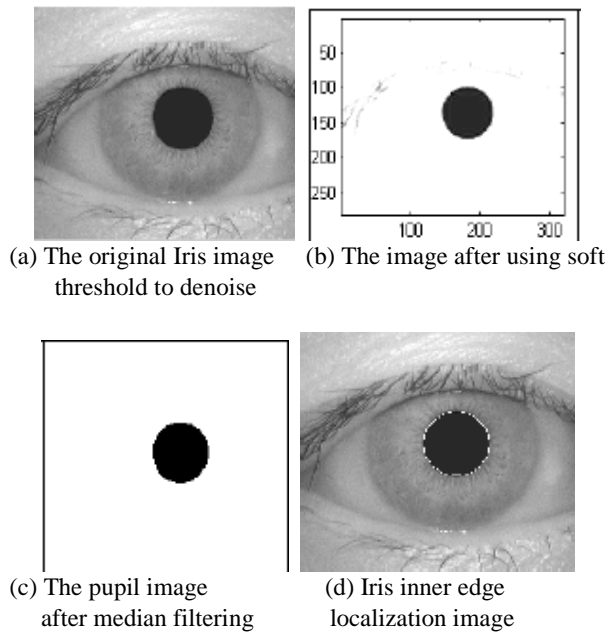 50
100
150
200
250
100 200 300
(a) The original Iris image (b) The image after using soft
threshold to denoise
(c) The pupil image (d) Iris inner edge
after median filtering localization image